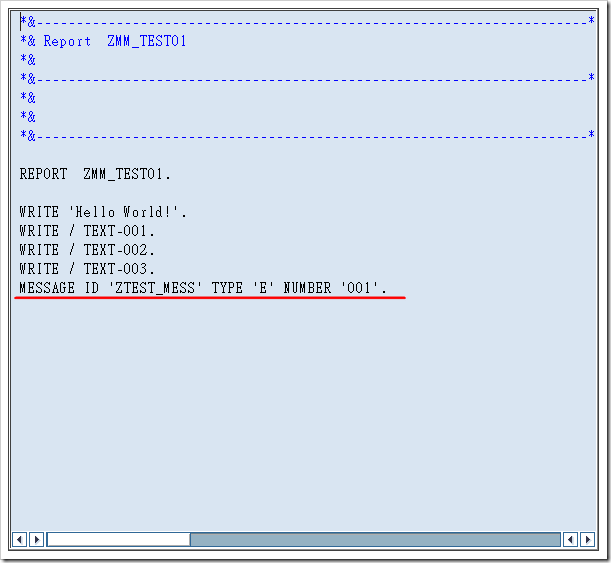 *&---------------------------------------------------------------------*
*& Report  ZMM_TEST01
*&
*&---------------------------------------------------------------------*
*&
*&
*&---------------------------------------------------------------------*
REPORT  ZMM_TEST01.
WRITE 'Hello World!'.
WRITE / TEXT-001.
WRITE / TEXT-002.
WRITE / TEXT-003.
MESSAGE ID 'ZTEST_MESS' TYPE 'E' NUMBER '001'.